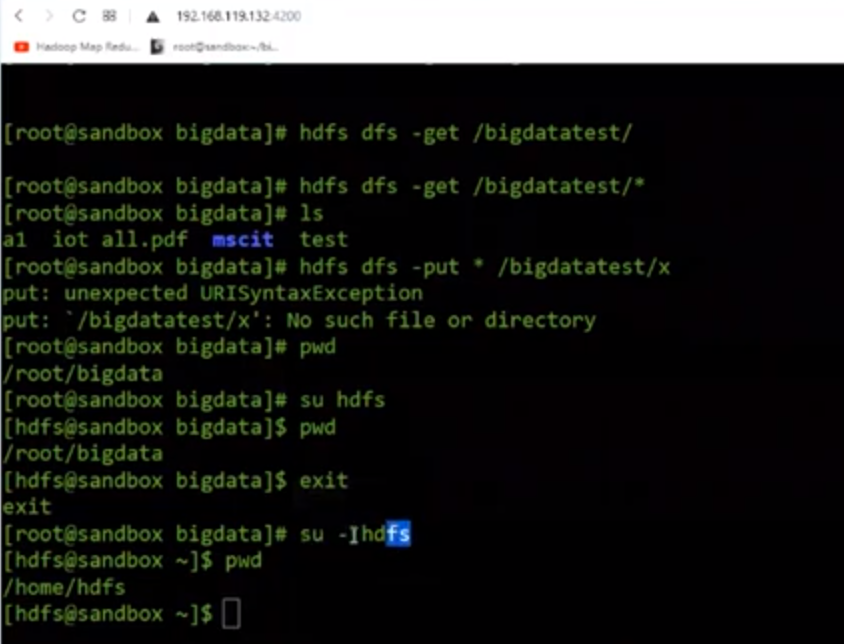 192.168.119.132:4200
Hadoop Map Redu... root@sandbox:~/bi...
[root@sandbox bigdata]# hdfs dfs -get /bigdatatest/
[root@sandbox bigdata]# hdfs dfs -get /bigdatatest/*
[root@sandbox bigdata]# ls
a1 iot all.pdf mscit test
[root@sandbox bigdata]# hdfs dfs -put * /bigdatatest/x
put: unexpected URISyntaxException
put: `/bigdatatest/x': No such file or directory
[root@sandbox bigdata]# pwd
/root/bigdata
[root@sandbox bigdata]# su hdfs
[hdfs@sandbox bigdata]$ pwd
/root/bigdata
[hdfs@sandbox bigdata]$ exit
exit
[root@sandbox bigdata]# su - hdfs
[hdfs@sandbox ~]$ pwd
/home/hdfs
[hdfs@sandbox ~]$